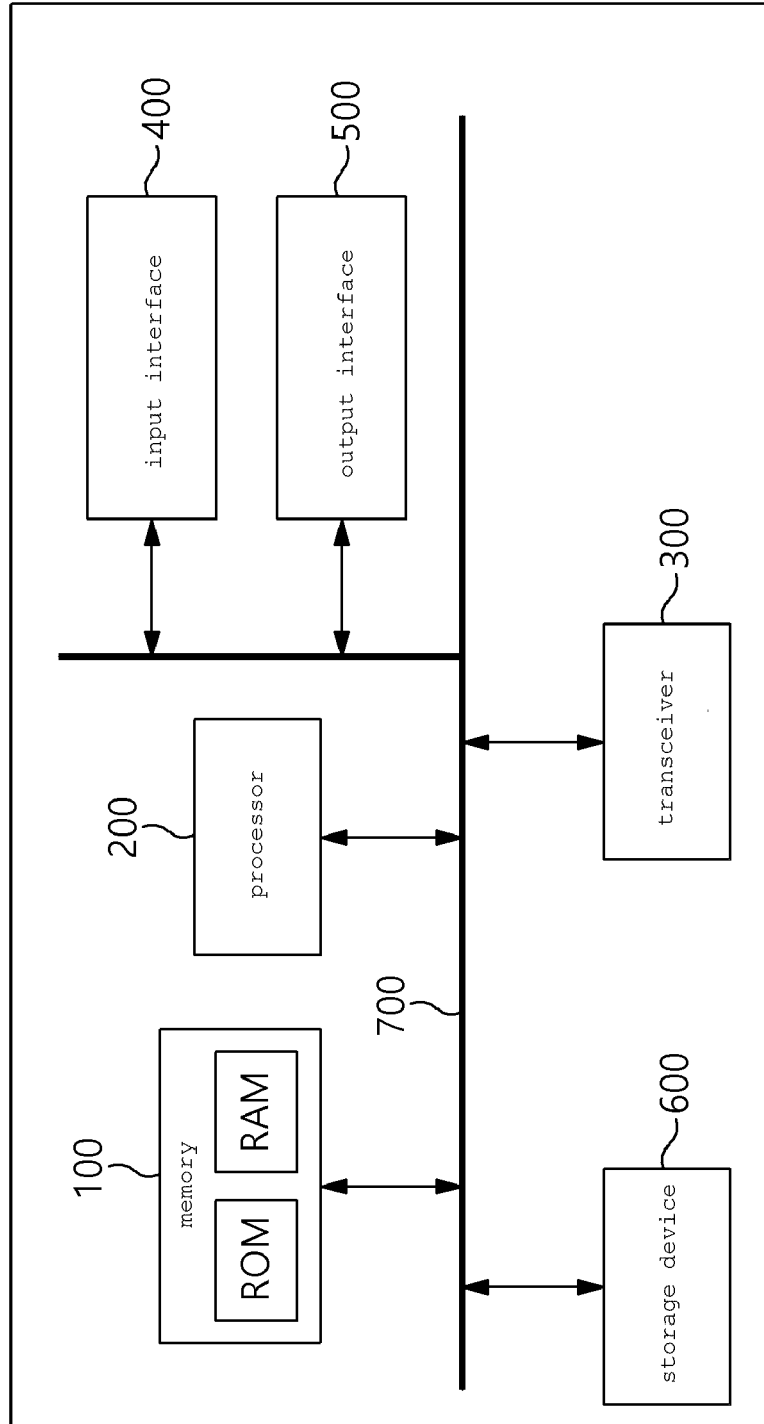 100
memory
ROM
RAM
200
processor
input interface
400
output interface
500
700
storage device
600
transceiver
300